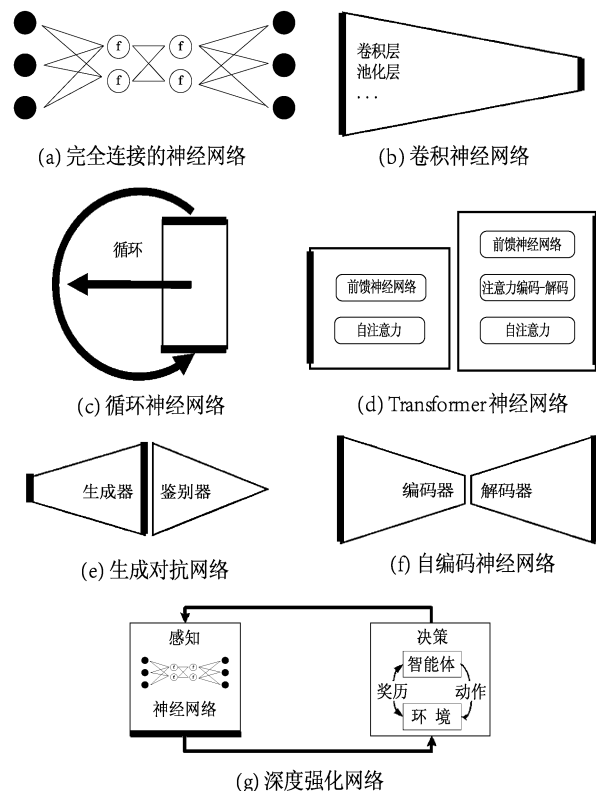 f f
f f
(a) 完全连接的神经网络
卷积层
池化层
...
(b) 卷积神经网络
循环
(c) 循环神经网络
前馈神经网络
自注意力
前馈神经网络
注意力编码-解码
自注意力
(d) Transformer神经网络
生成器 鉴别器
(e) 生成对抗网络
编码器 解码器
(f) 自编码神经网络
感知
f f
f f
神经网络
决策
智能体
奖历 动作
环 境
(g) 深度强化网络